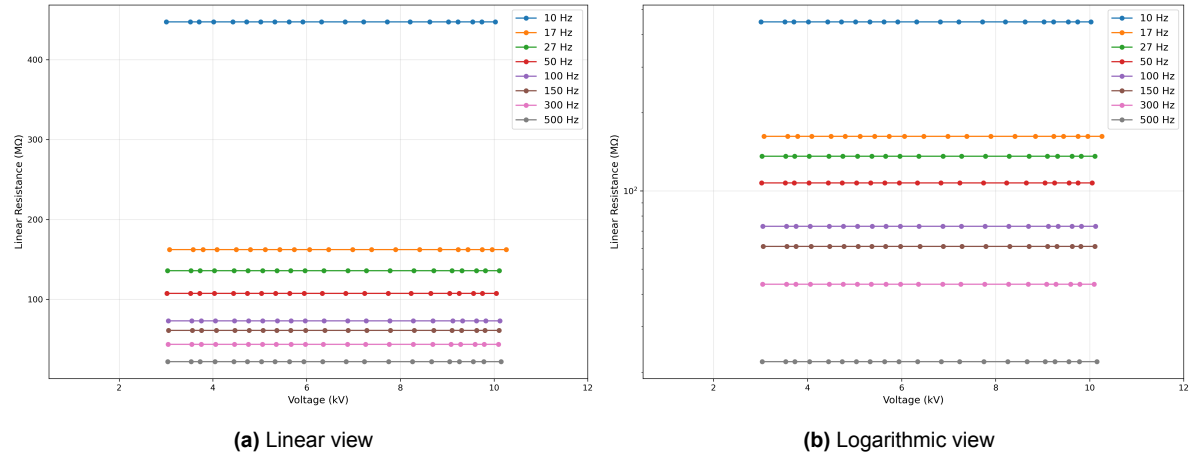 Linear Resistance (MΩ)
400
300
200
100
2
4
6
8
10
12
Voltage (kV)
10 Hz
17 Hz
27 Hz
50 Hz
100 Hz
150 Hz
300 Hz
500 Hz
(a) Linear view
Linear Resistance (MΩ)
10²
2
4
6
8
10
12
Voltage (kV)
10 Hz
17 Hz
27 Hz
50 Hz
100 Hz
150 Hz
300 Hz
500 Hz
(b) Logarithmic view